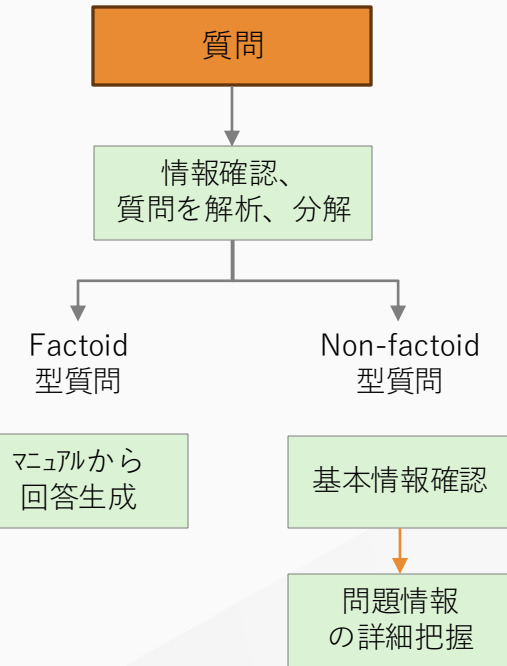 質問
情報確認、
質問を解析、分解
Factoid
型質問
Non-factoid
型質問
ﾏﾆｭｱﾙから
回答生成
基本情報確認
問題情報
の詳細把握